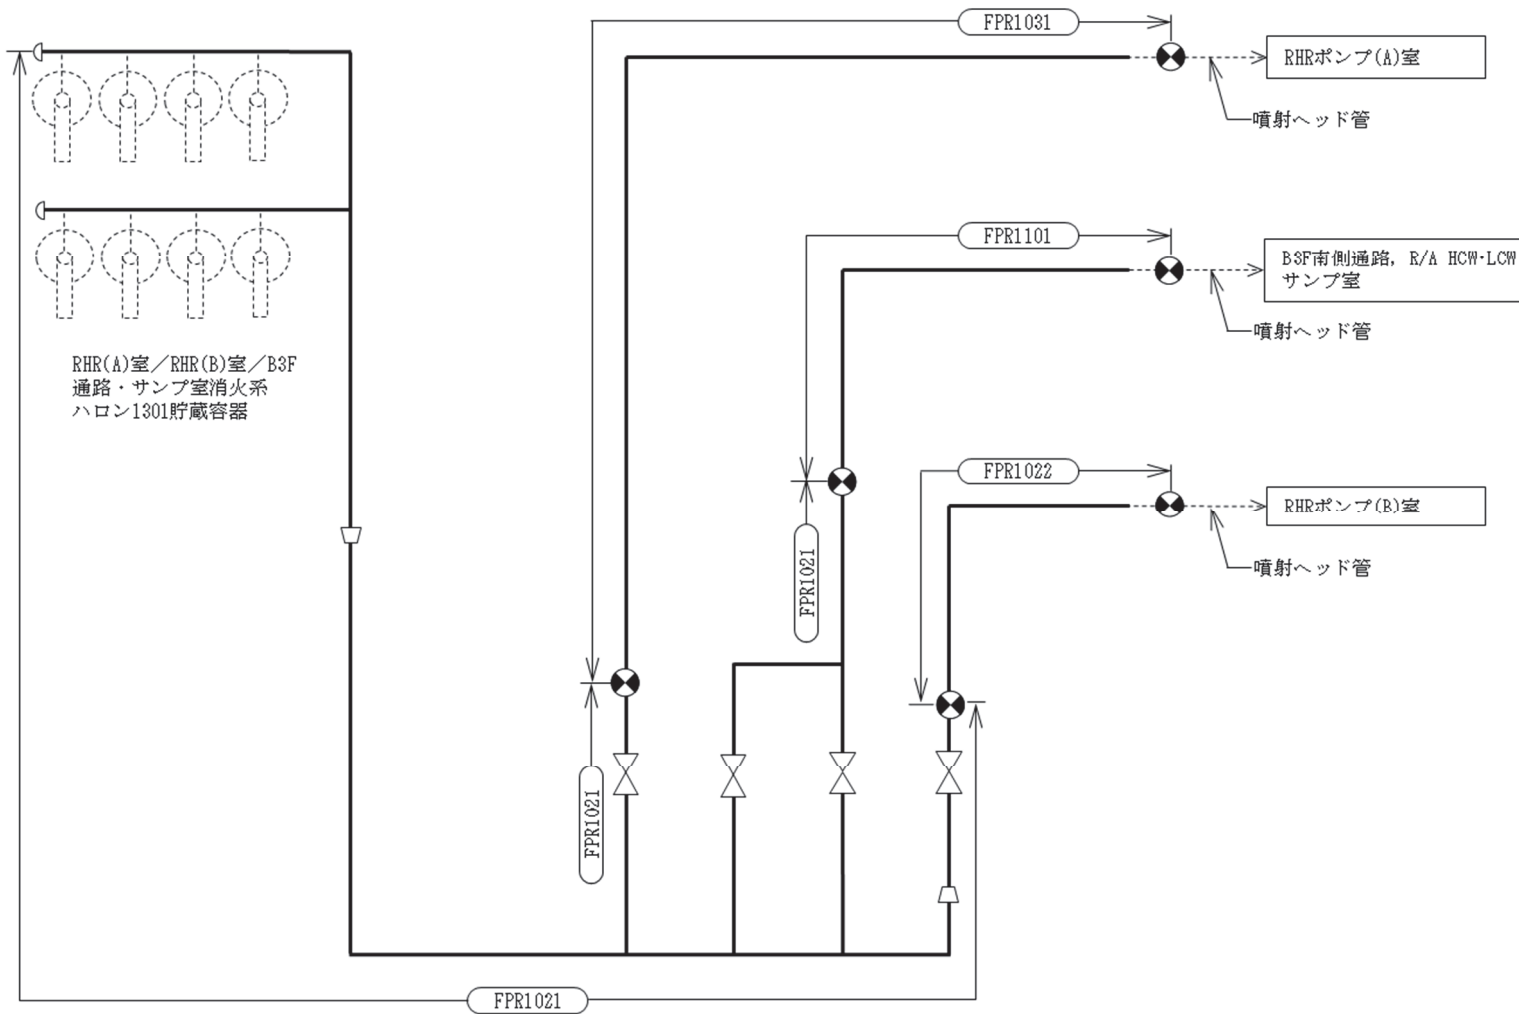 FPR1031
RHRポンプ(A)室
噴射ヘッド管
FPR1101
B3F南側通路, R/A HCW・LCW
サンプ室
噴射ヘッド管
RHR(A)室／RHR(B)室／B3F
通路・サンプ室消火系
ハロン1301貯蔵容器
FPR1022
RHRポンプ(B)室
噴射ヘッド管
FPR1021
FPR1021
FPR1021